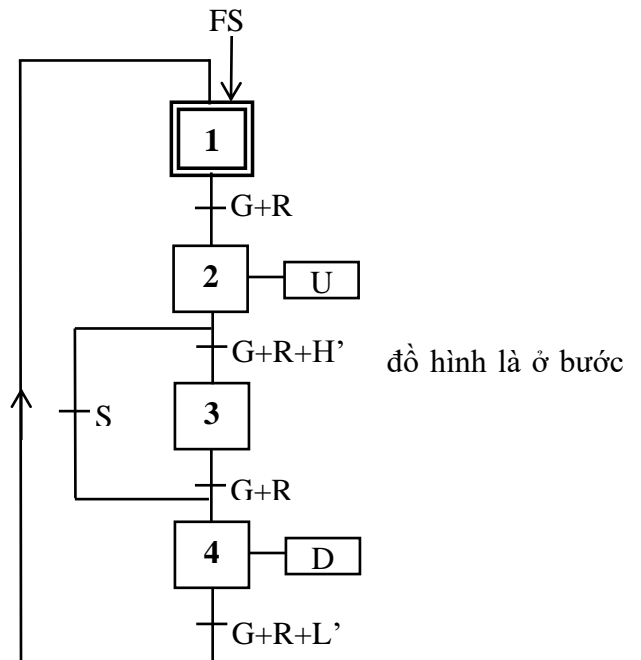 FS
1
G+R
2
U
G+R+H’
đồ hình là ở bước
S
3
G+R
4
D
G+R+L’